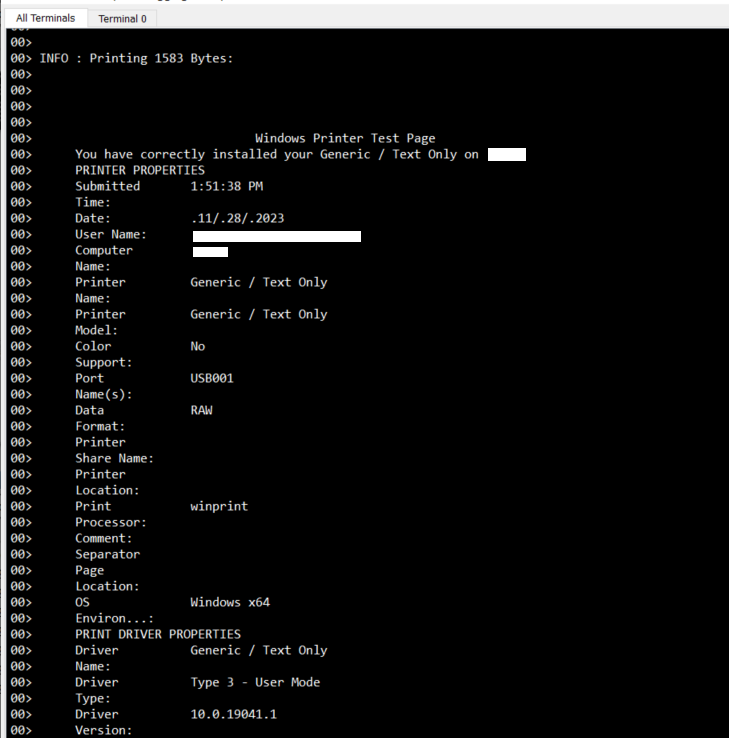 All Terminals Terminal 0
00>
00> INFO : Printing 1583 Bytes:
00>
00>
00>
00>
00> Windows Printer Test Page
00> You have correctly installed your Generic / Text Only on
00> PRINTER PROPERTIES
00> Submitted 1:51:38 PM
00> Time:
00> Date: .11/.28/.2023
00> User Name:
00> Computer
00> Name:
00> Printer Generic / Text Only
00> Name:
00> Printer Generic / Text Only
00> Model:
00> Color No
00> Support:
00> Port USB001
00> Name(s):
00> Data RAW
00> Format:
00> Printer
00> Share Name:
00> Printer
00> Location:
00> Print winprint
00> Processor:
00> Comment:
00> Separator
00> Page
00> Location:
00> OS Windows x64
00> Environ...:
00> PRINT DRIVER PROPERTIES
00> Driver Generic / Text Only
00> Name:
00> Driver Type 3 - User Mode
00> Type:
00> Driver 10.0.19041.1
00> Version: